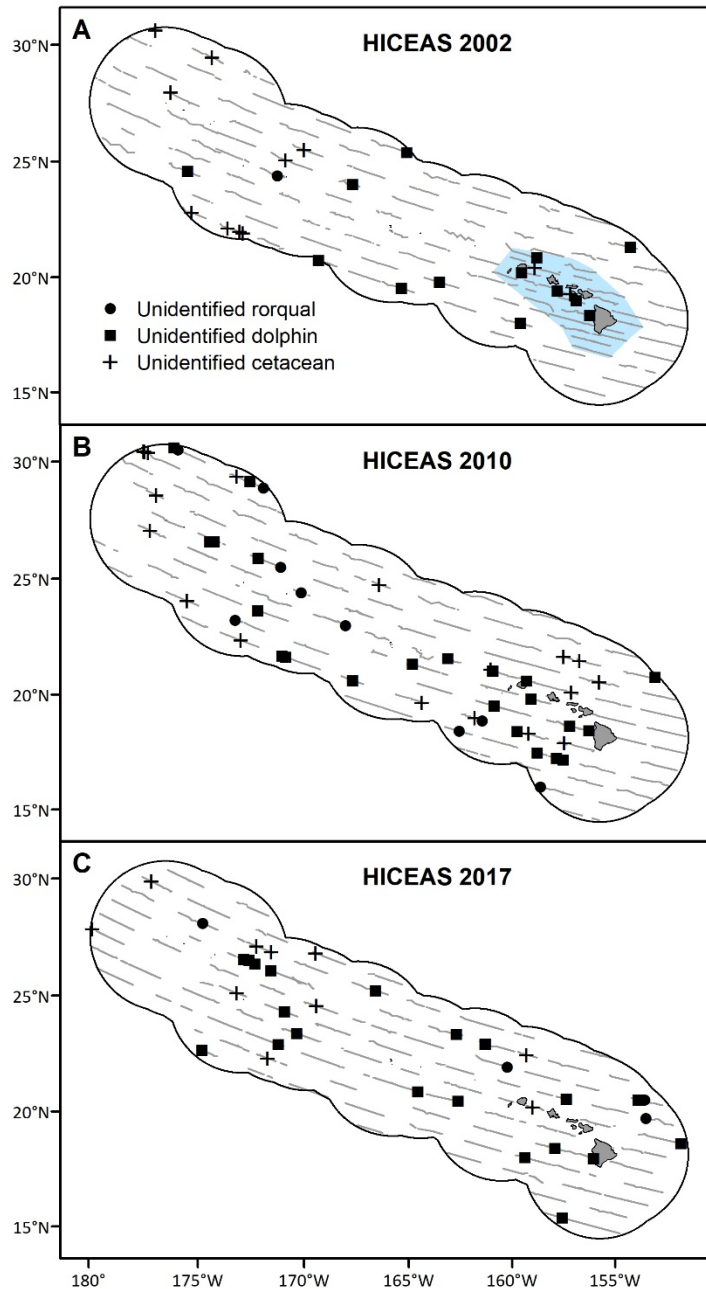 A
HICEAS 2002
30°N
25°N
20°N
15°N
Unidentified rorqual
Unidentified dolphin
Unidentified cetacean
B
HICEAS 2010
30°N
25°N
20°N
15°N
C
HICEAS 2017
30°N
25°N
20°N
15°N
180° 175°W 170°W 165°W 160°W 155°W